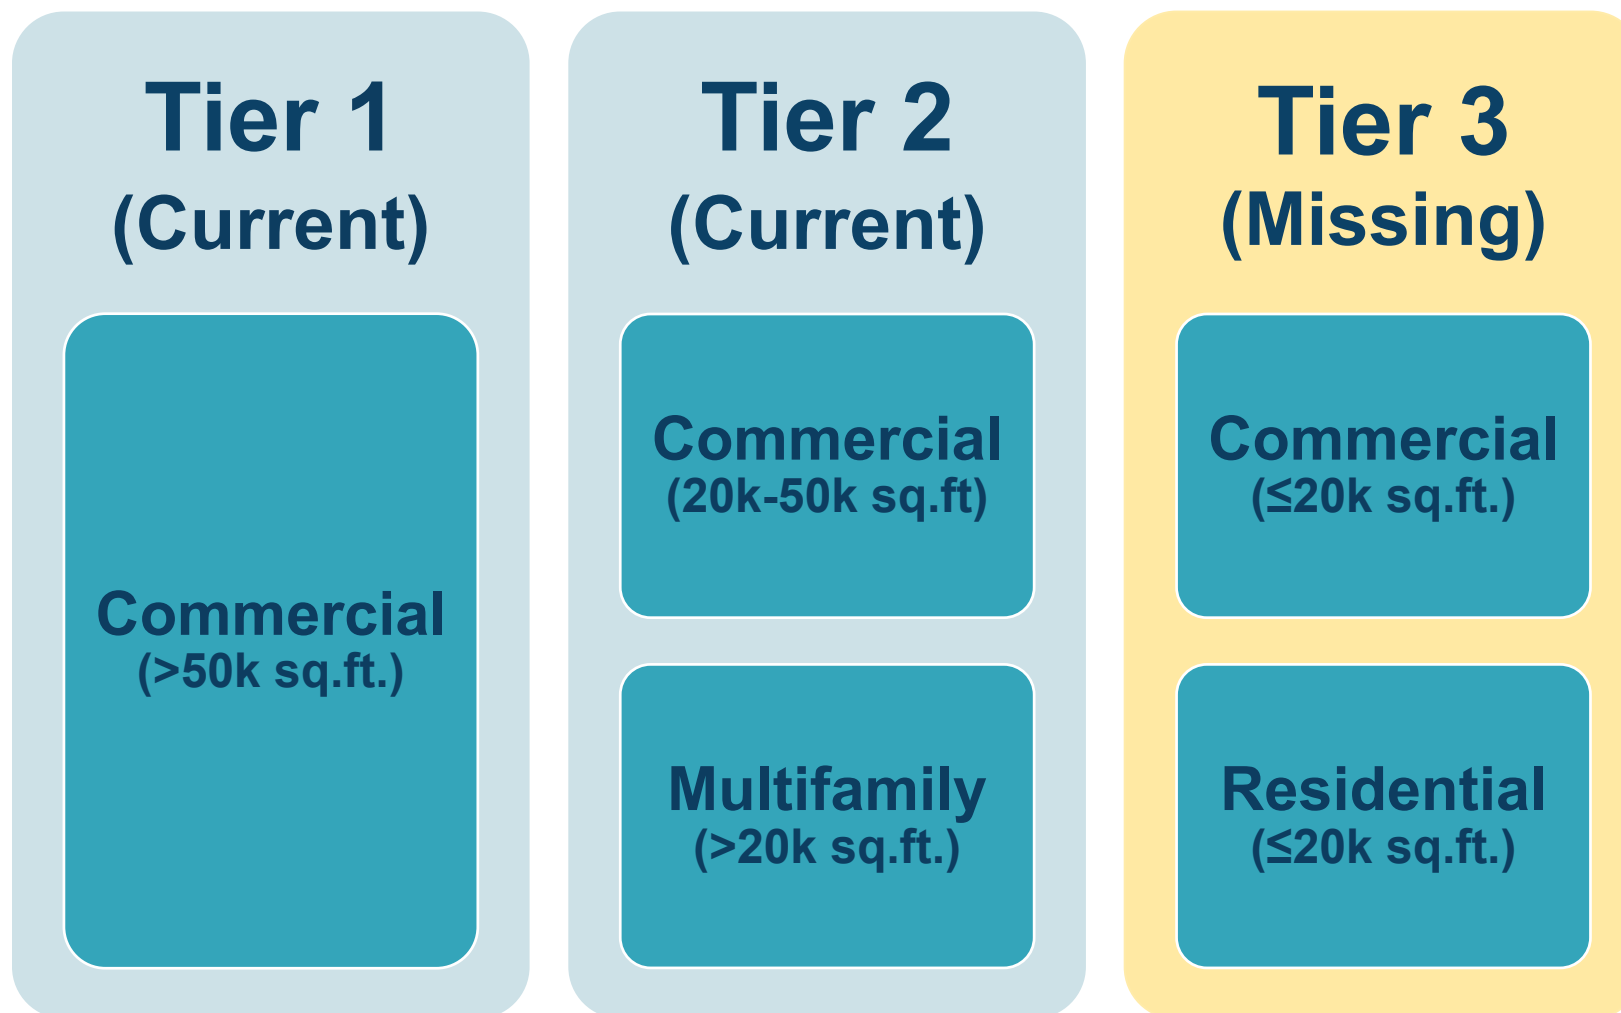 Tier 1
(Current)
Commercial
(>50k sq.ft.)
Tier 2
(Current)
Commercial
(20k-50k sq.ft)
Multifamily
(>20k sq.ft.)
Tier 3
(Missing)
Commercial
(≤20k sq.ft.)
Residential
(≤20k sq.ft.)